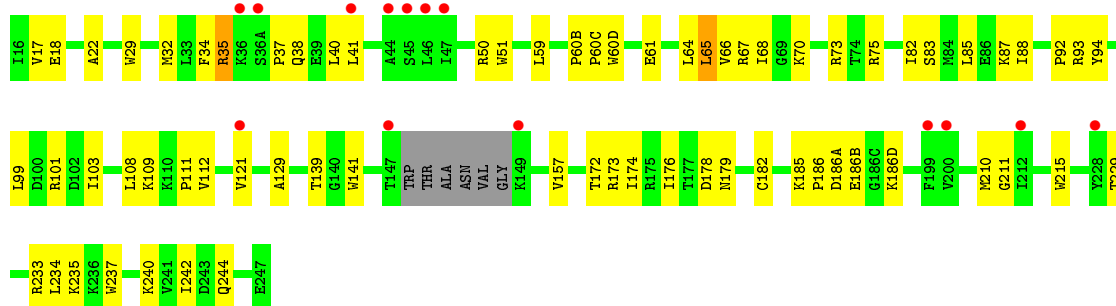 I16 V17 E18 A22 W29 M32 L33 F34 R35 K36 S36A P37 Q38 E39 L40 L41 A44 S45 L46 I47 R50 W51 L59 P60B P60C W60D E61 L64 L65 V66 R67 I68 G69 K70 R73 T74 R75 I82 S83 M84 L85 E86 K87 I88 P92 R93 Y94
L99 D100 R101 D102 I103 L108 K109 K110 P111 V112 V121 A129 T139 G140 W141 T147 TRP THR ALA ASN VAL GLY K149 V157 T172 R173 I174 R175 I176 T177 D178 N179 C182 K185 P186 D186A E186B G186C K186D F199 V200 M210 G211 I212 W215 Y228 T229
R233 L234 K235 K236 W237 K240 V241 I242 D243 Q244 E247